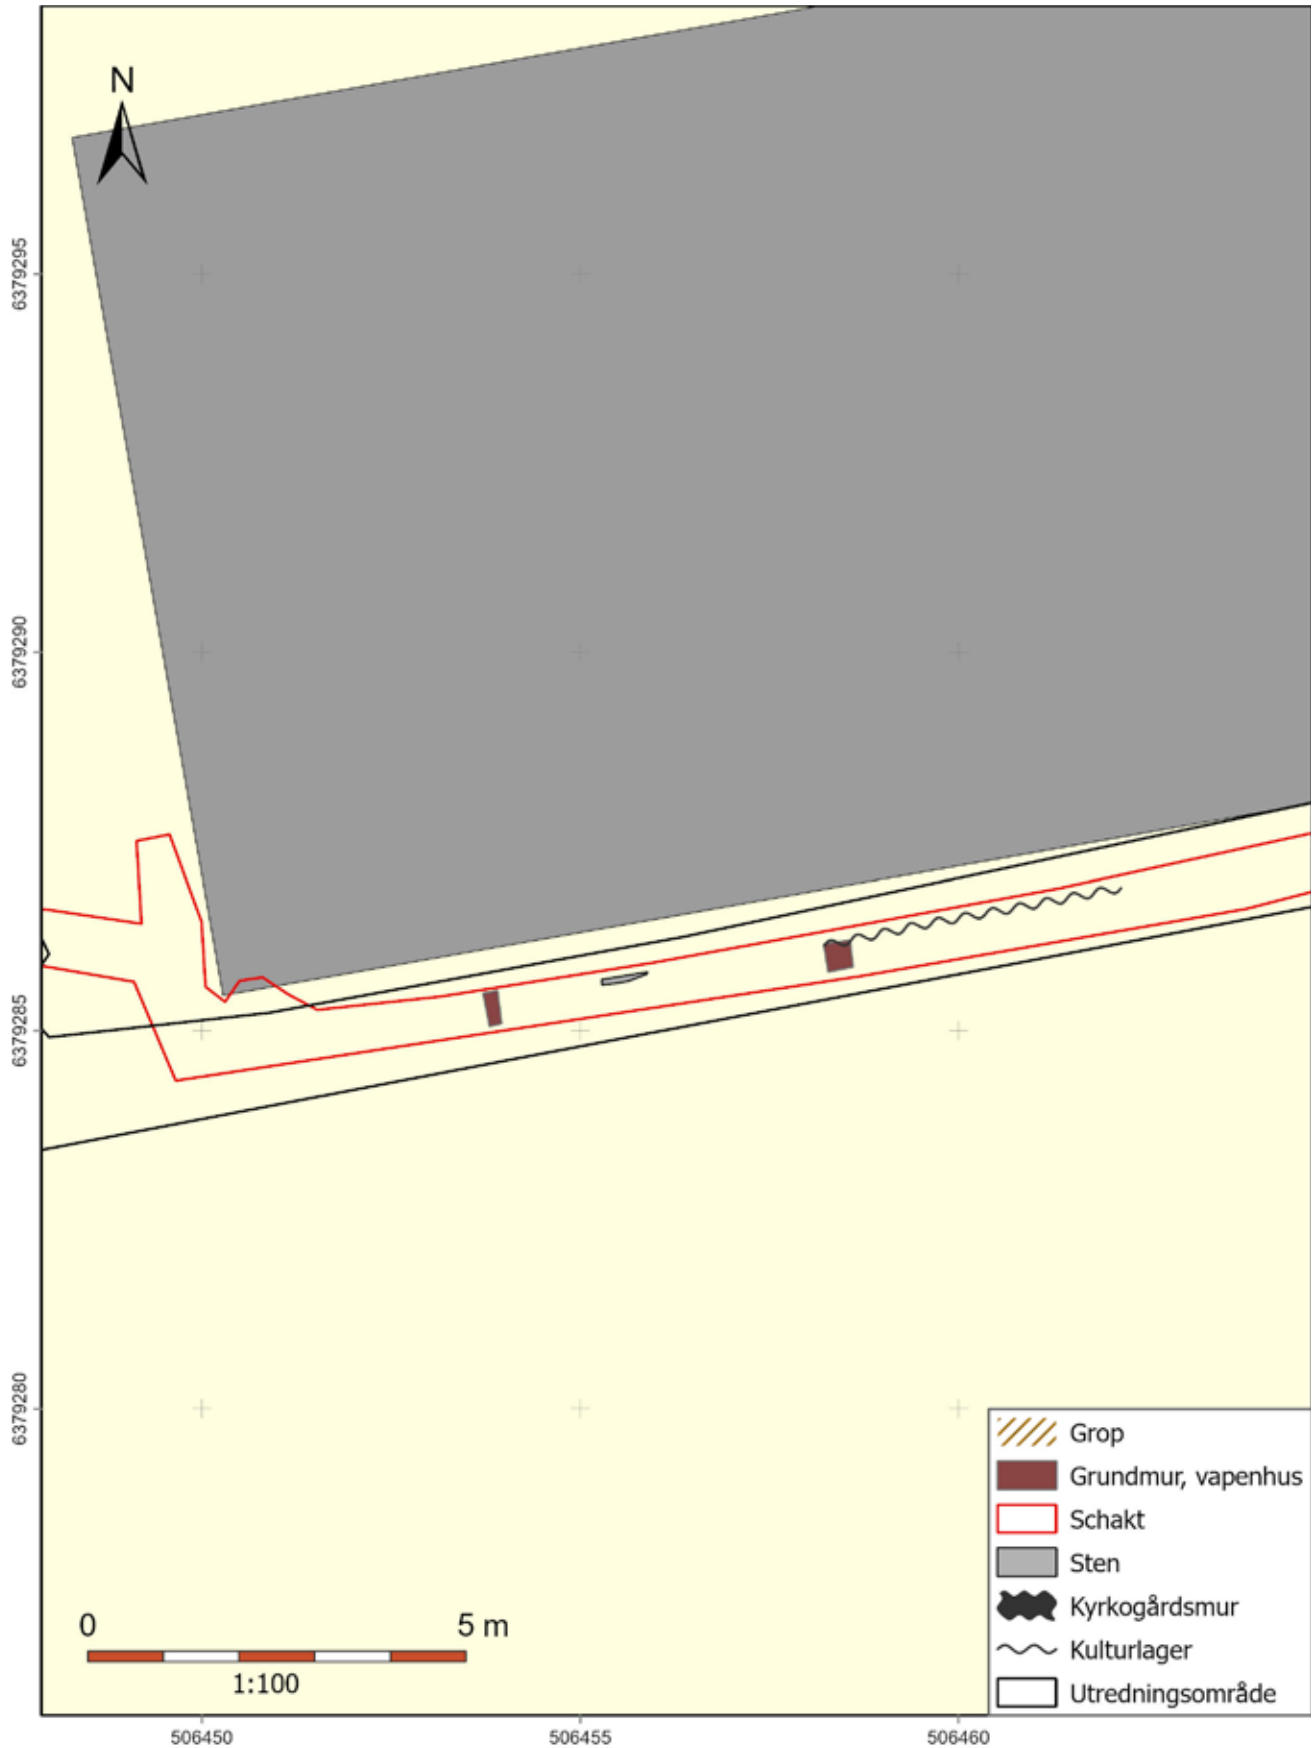 N
6379295
6379290
6379285
6379280
Grop
Grundmur, vapenhus
Schakt
Sten
Kyrkogårdsmur
Kulturlager
Utredningsområde
0 5 m
1:100
506450 506455 506460